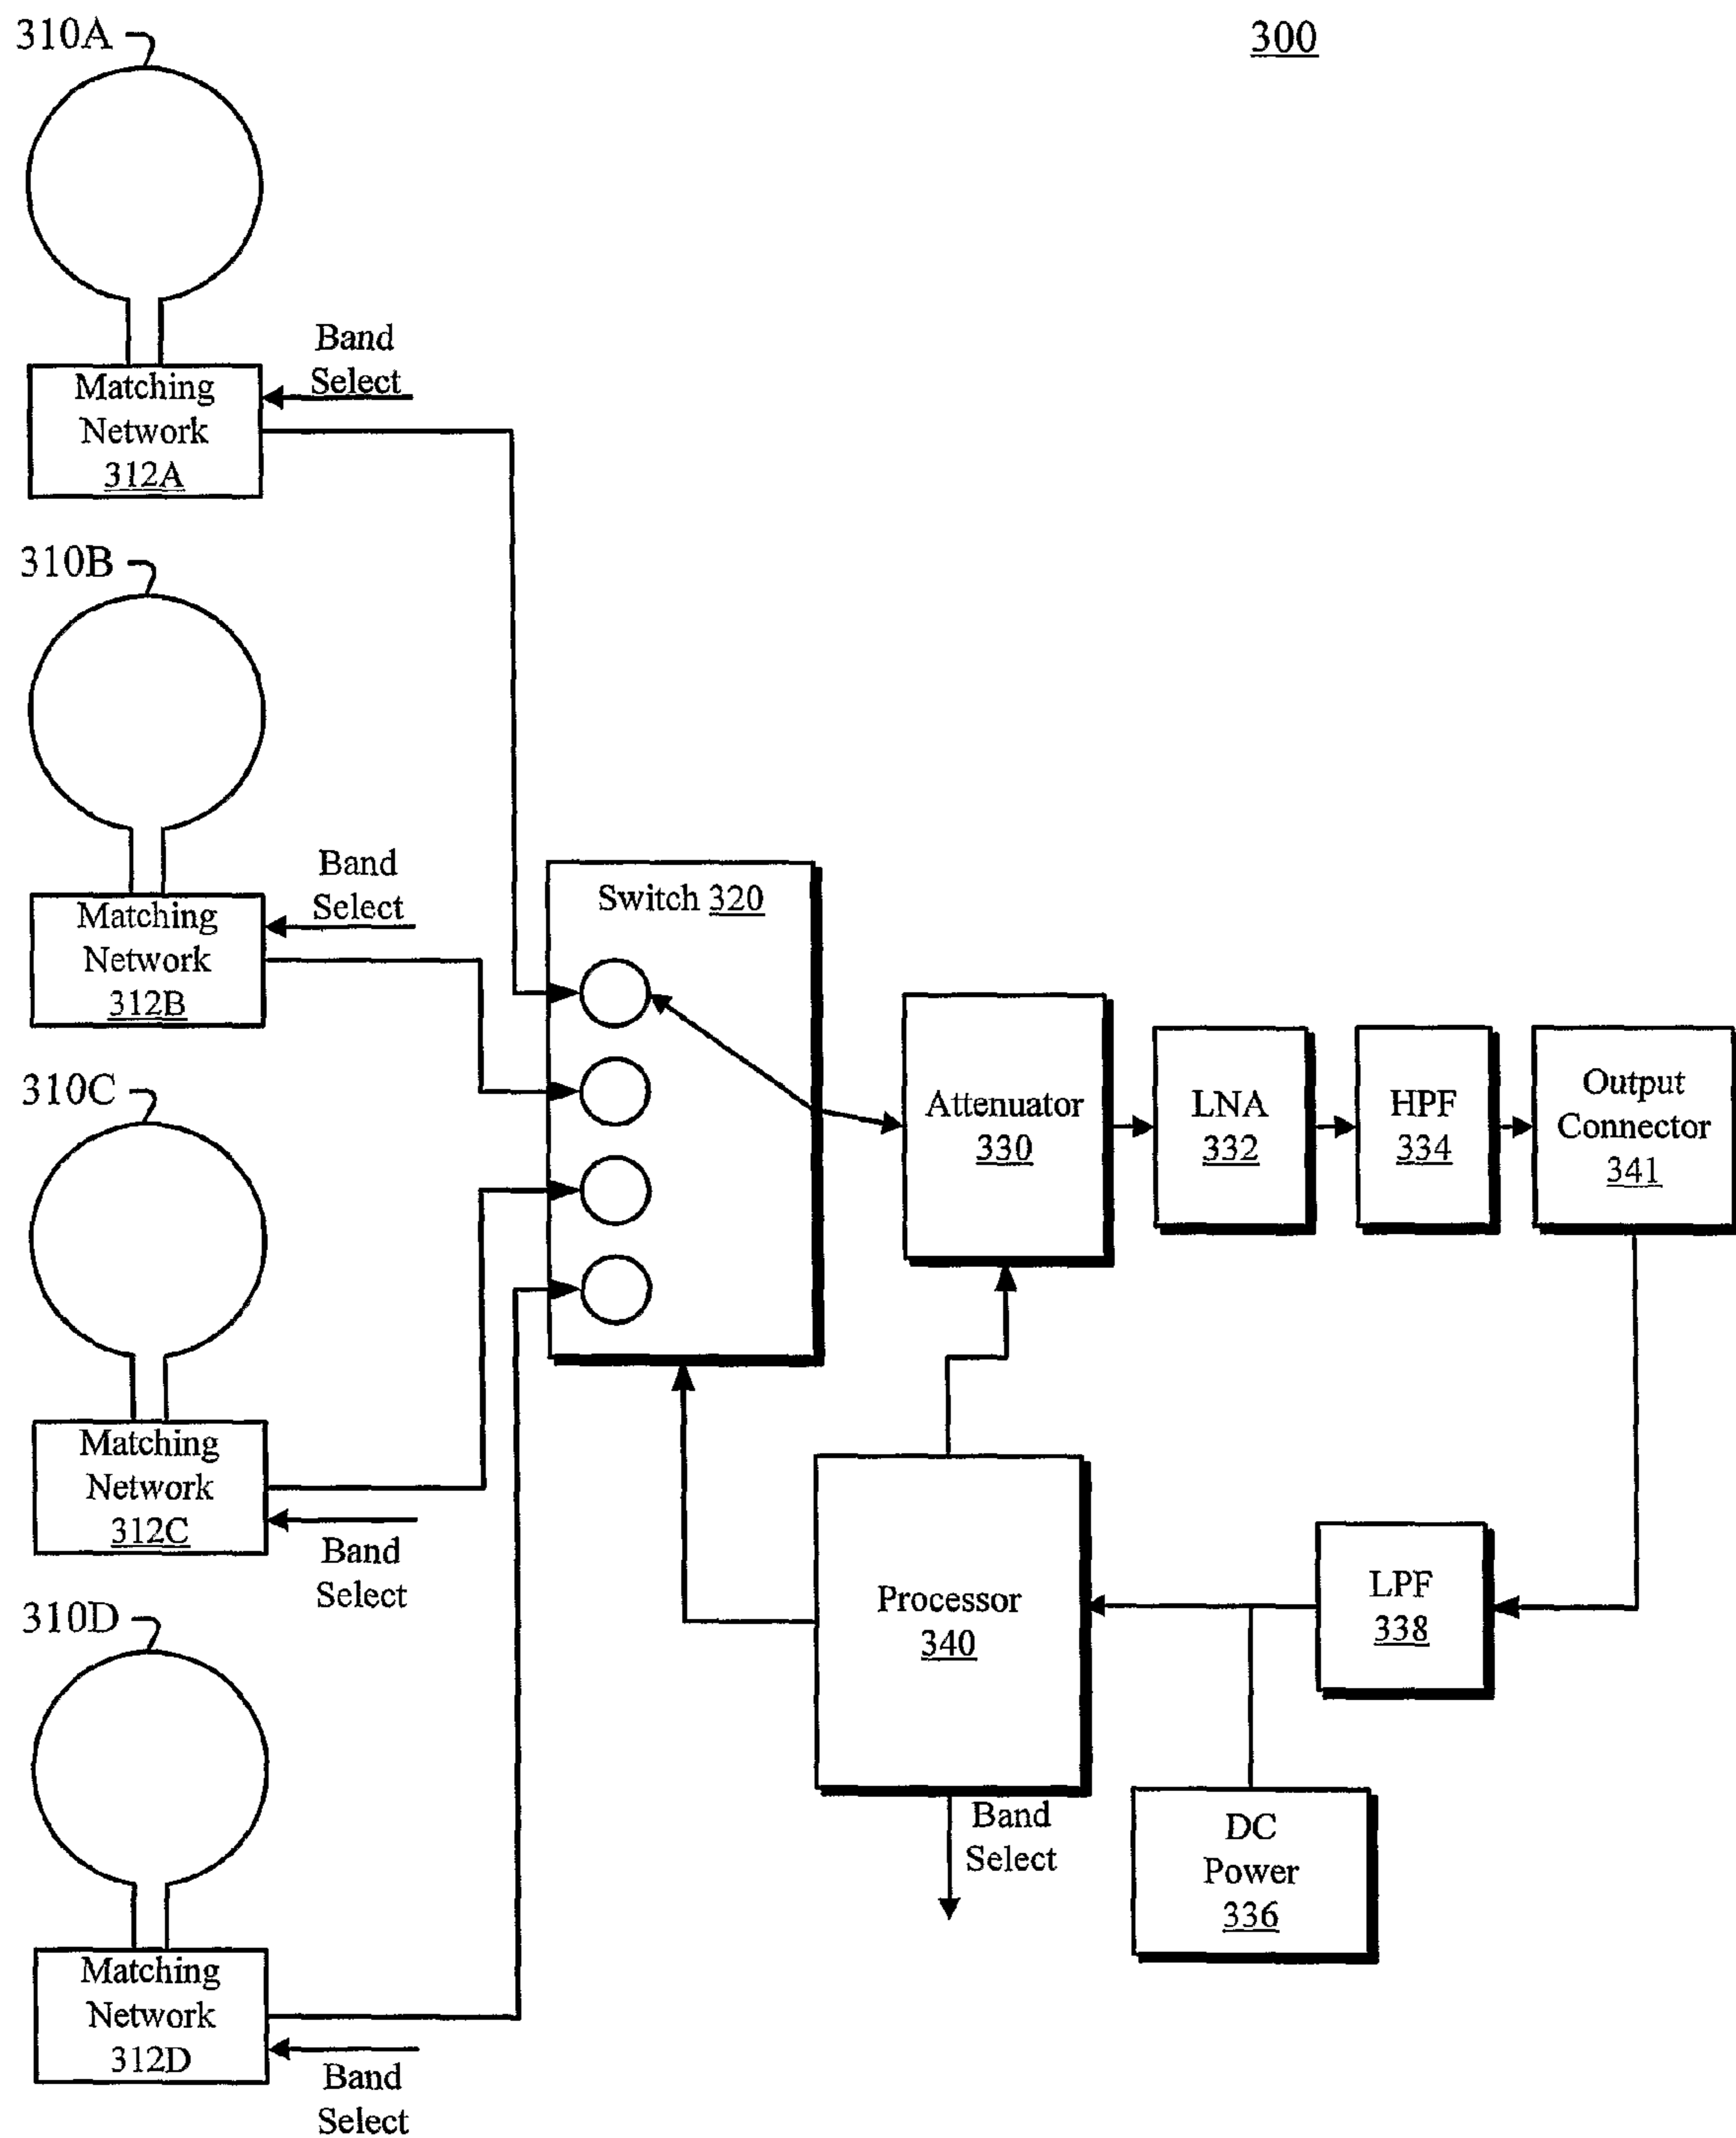 310A
300
Band
Select
Matching
Network
312A
310B
Band
Select
Matching
Network
312B
Switch 320
310C
Attenuator
330
LNA
332
HPF
334
Output
Connector
341
Matching
Network
312C
Band
Select
Processor
340
LPF
338
310D
Band
Select
DC
Power
336
Matching
Network
312D
Band
Select